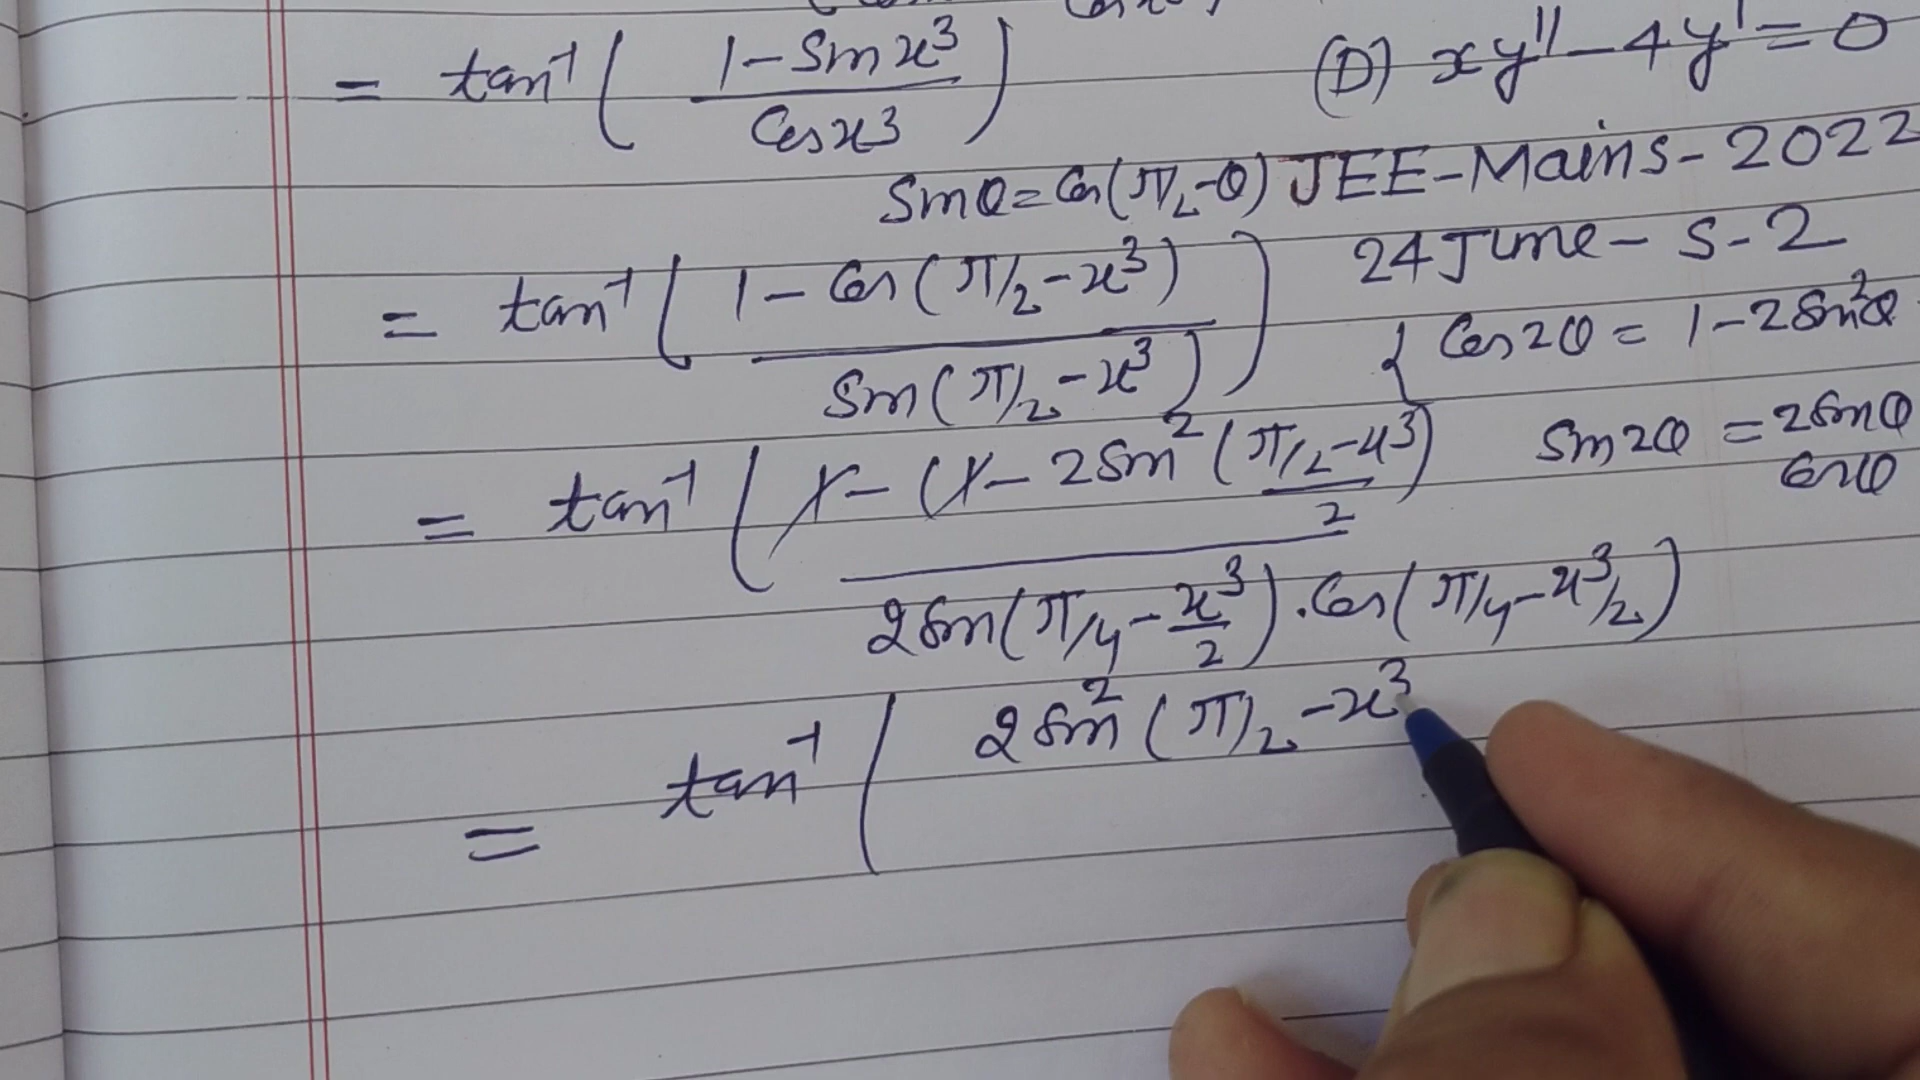 = tan⁻¹ ( 1 - Sin x³ / Cos x³ )
(D) xy'' - 4y' = 0
Sinθ = Cos(π/2 - θ) JEE-Mains-2022
= tan⁻¹ ( 1 - Cos(π/2 - x³) / Sin(π/2 - x³) )
24 June - S-2
{ Cos2θ = 1 - 2Sin²θ
Sin2θ = 2Sinθ Cosθ
= tan⁻¹ ( 1 - (1 - 2Sin²(π/2 - x³ / 2) / 2Sin(π/4 - x³/2).Cos(π/4 - x³/2)
= tan⁻¹ ( 2Sin²(π/2 - x³